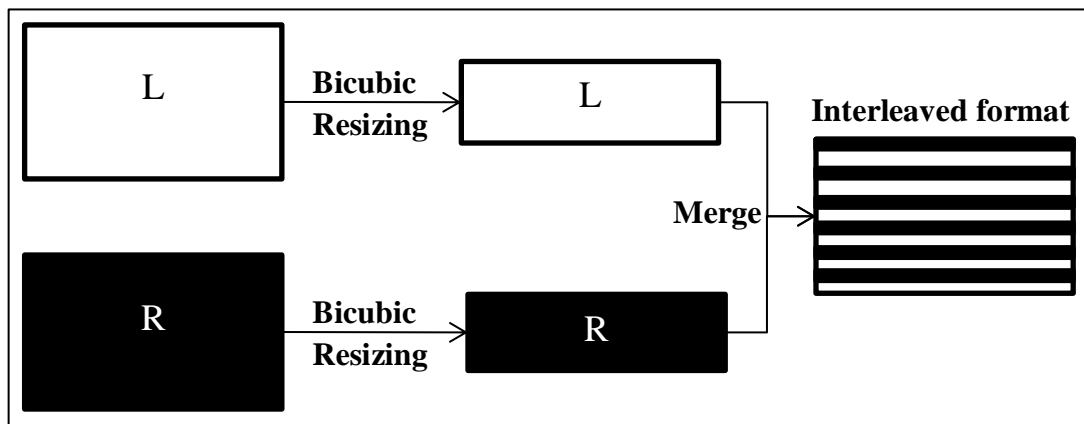 L
Bicubic
Resizing
L
Interleaved format
Merge
R
Bicubic
Resizing
R